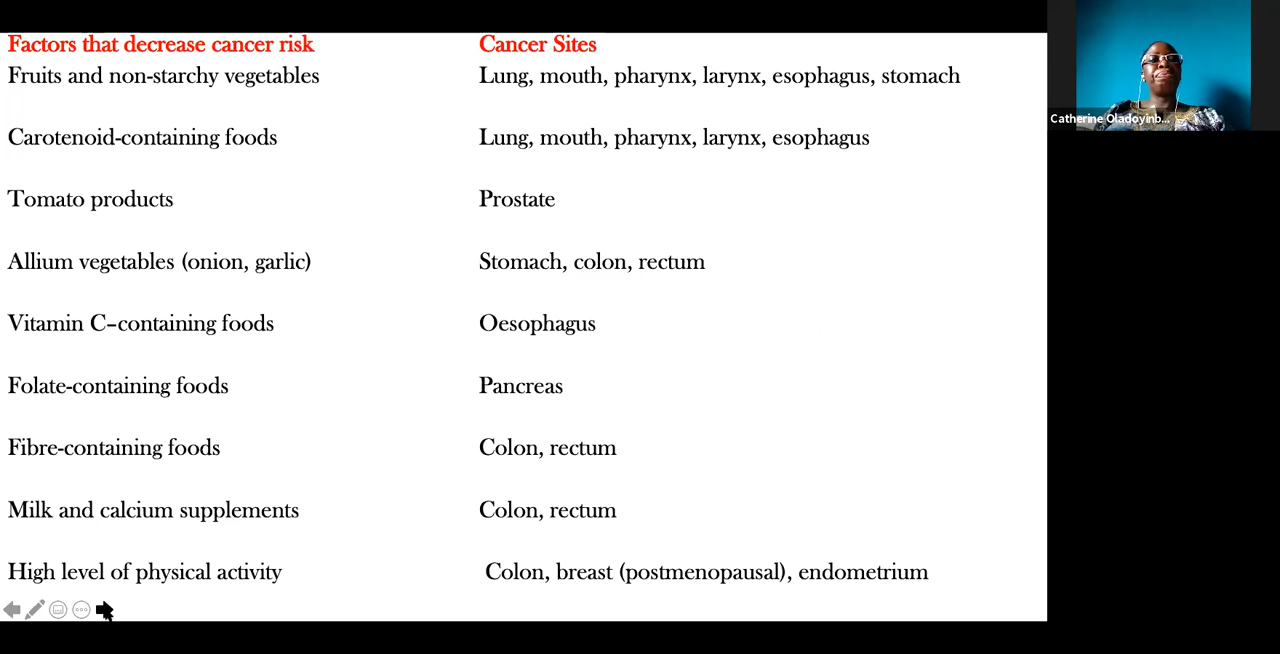 Factors that decrease cancer risk Cancer Sites
Fruits and non-starchy vegetables Lung, mouth, pharynx, larynx, esophagus, stomach
Carotenoid-containing foods Lung, mouth, pharynx, larynx, esophagus
Tomato products Prostate
Allium vegetables (onion, garlic) Stomach, colon, rectum
Vitamin C–containing foods Oesophagus
Folate-containing foods Pancreas
Fibre-containing foods Colon, rectum
Milk and calcium supplements Colon, rectum
High level of physical activity Colon, breast (postmenopausal), endometrium
Catherine Oladoyinb...